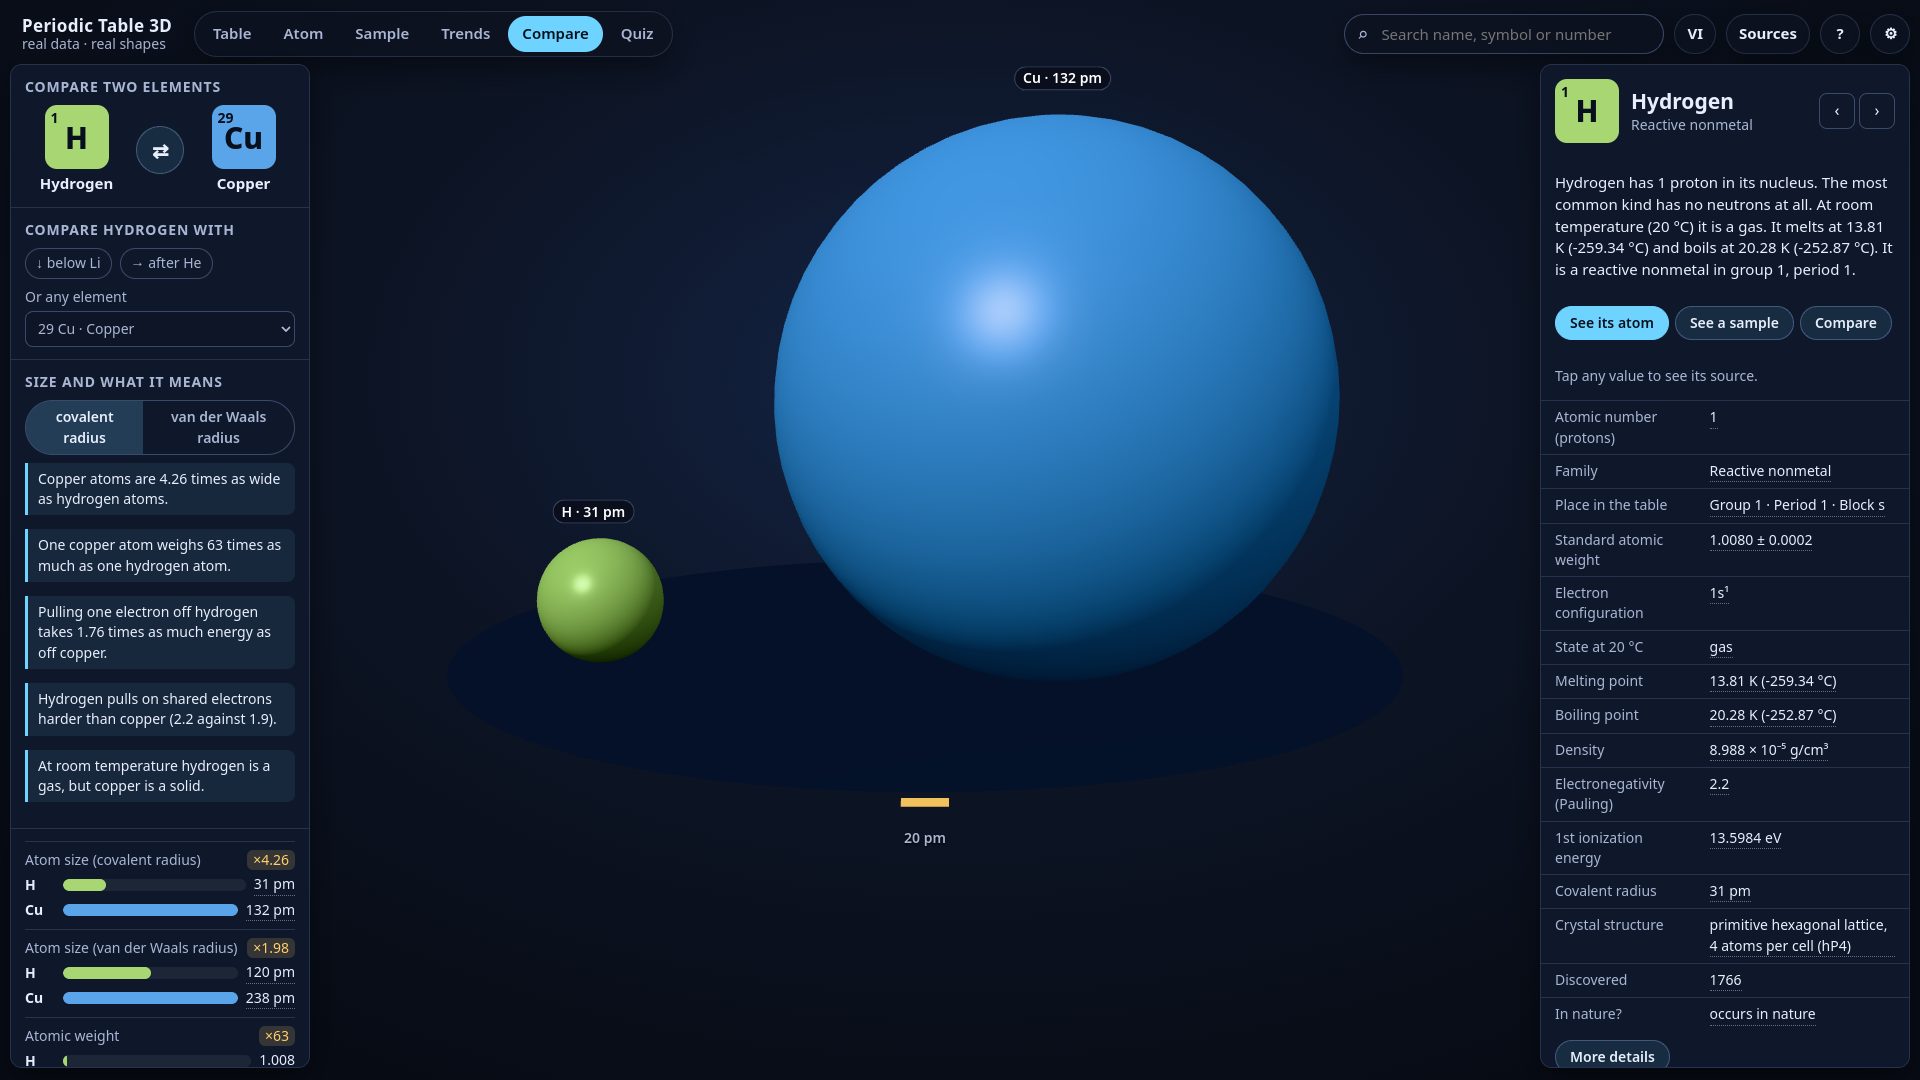 Periodic Table 3D
real data · real shapes
Table
Atom
Sample
Trends
Compare
Quiz
Search name, symbol or number
VI
Sources
?
COMPARE TWO ELEMENTS
1
H
Hydrogen
⇄
29
Cu
Copper
COMPARE HYDROGEN WITH
↓ below Li
→ after He
Or any element
29 Cu · Copper
SIZE AND WHAT IT MEANS
covalent
radius
van der Waals
radius
Copper atoms are 4.26 times as wide
as hydrogen atoms.
One copper atom weighs 63 times as
much as one hydrogen atom.
Pulling one electron off hydrogen
takes 1.76 times as much energy as
off copper.
Hydrogen pulls on shared electrons
harder than copper (2.2 against 1.9).
At room temperature hydrogen is a
gas, but copper is a solid.
Atom size (covalent radius) ×4.26
H 31 pm
Cu 132 pm
Atom size (van der Waals radius) ×1.98
H 120 pm
Cu 238 pm
Atomic weight ×63
H 1.008
Cu · 132 pm
H · 31 pm
20 pm
1
H
Hydrogen
Reactive nonmetal
‹ ›
Hydrogen has 1 proton in its nucleus. The most
common kind has no neutrons at all. At room
temperature (20 °C) it is a gas. It melts at 13.81
K (-259.34 °C) and boils at 20.28 K (-252.87 °C). It
is a reactive nonmetal in group 1, period 1.
See its atom
See a sample
Compare
Tap any value to see its source.
Atomic number
(protons)
1
Family
Reactive nonmetal
Place in the table
Group 1 · Period 1 · Block s
Standard atomic
weight
1.0080 ± 0.0002
Electron
configuration
1s¹
State at 20 °C
gas
Melting point
13.81 K (-259.34 °C)
Boiling point
20.28 K (-252.87 °C)
Density
8.988 × 10⁻⁵ g/cm³
Electronegativity
(Pauling)
2.2
1st ionization
energy
13.5984 eV
Covalent radius
31 pm
Crystal structure
primitive hexagonal lattice,
4 atoms per cell (hP4)
Discovered
1766
In nature?
occurs in nature
More details